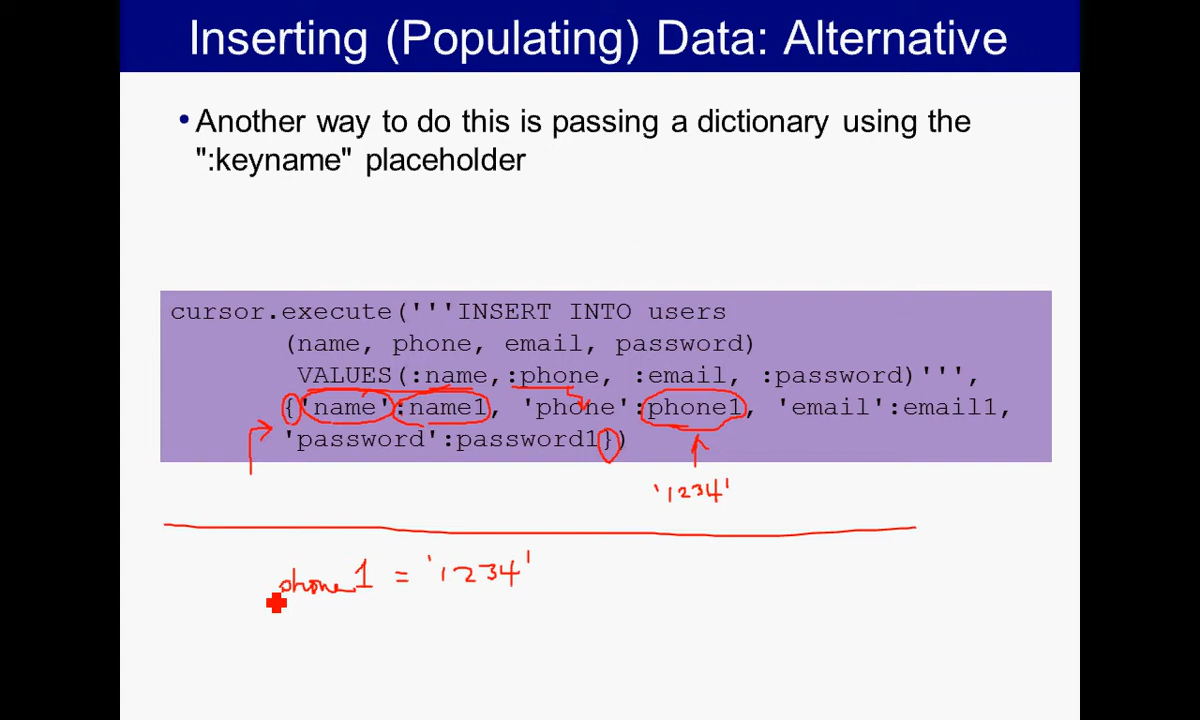 Inserting (Populating) Data: Alternative
•Another way to do this is passing a dictionary using the
":keyname" placeholder
cursor.execute('''INSERT INTO users
(name, phone, email, password)
VALUES(:name,:phone, :email, :password)''',
{'name':name1, 'phone':phone1, 'email':email1,
'password':password1})
'1234'
phone1 = '1234'